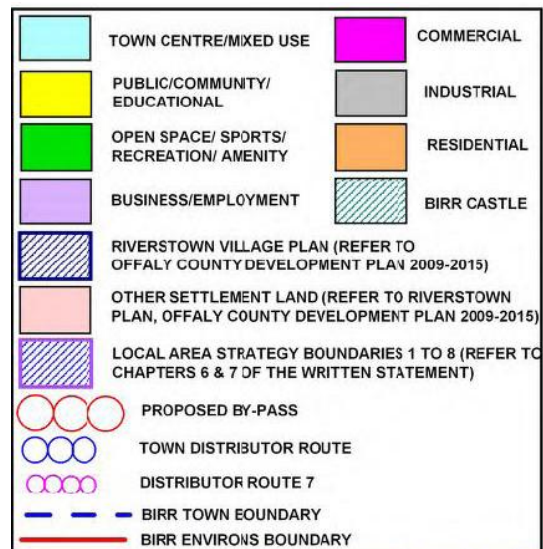 TOWN CENTRE/MIXED USE
COMMERCIAL
PUBLIC/COMMUNITY/
EDUCATIONAL
INDUSTRIAL
OPEN SPACE/ SPORTS/
RECREATION/ AMENITY
RESIDENTIAL
BUSINESS/EMPLOYMENT
BIRR CASTLE
RIVERSTOWN VILLAGE PLAN (REFER TO
OFFALY COUNTY DEVELOPMENT PLAN 2009-2015)
OTHER SETTLEMENT LAND (REFER TO RIVERSTOWN
PLAN, OFFALY COUNTY DEVELOPMENT PLAN 2009-2015)
LOCAL AREA STRATEGY BOUNDARIES 1 TO 8 (REFER TO
CHAPTERS 6 & 7 OF THE WRITTEN STATEMENT)
PROPOSED BY-PASS
TOWN DISTRIBUTOR ROUTE
DISTRIBUTOR ROUTE 7
BIRR TOWN BOUNDARY
BIRR ENVIRONS BOUNDARY